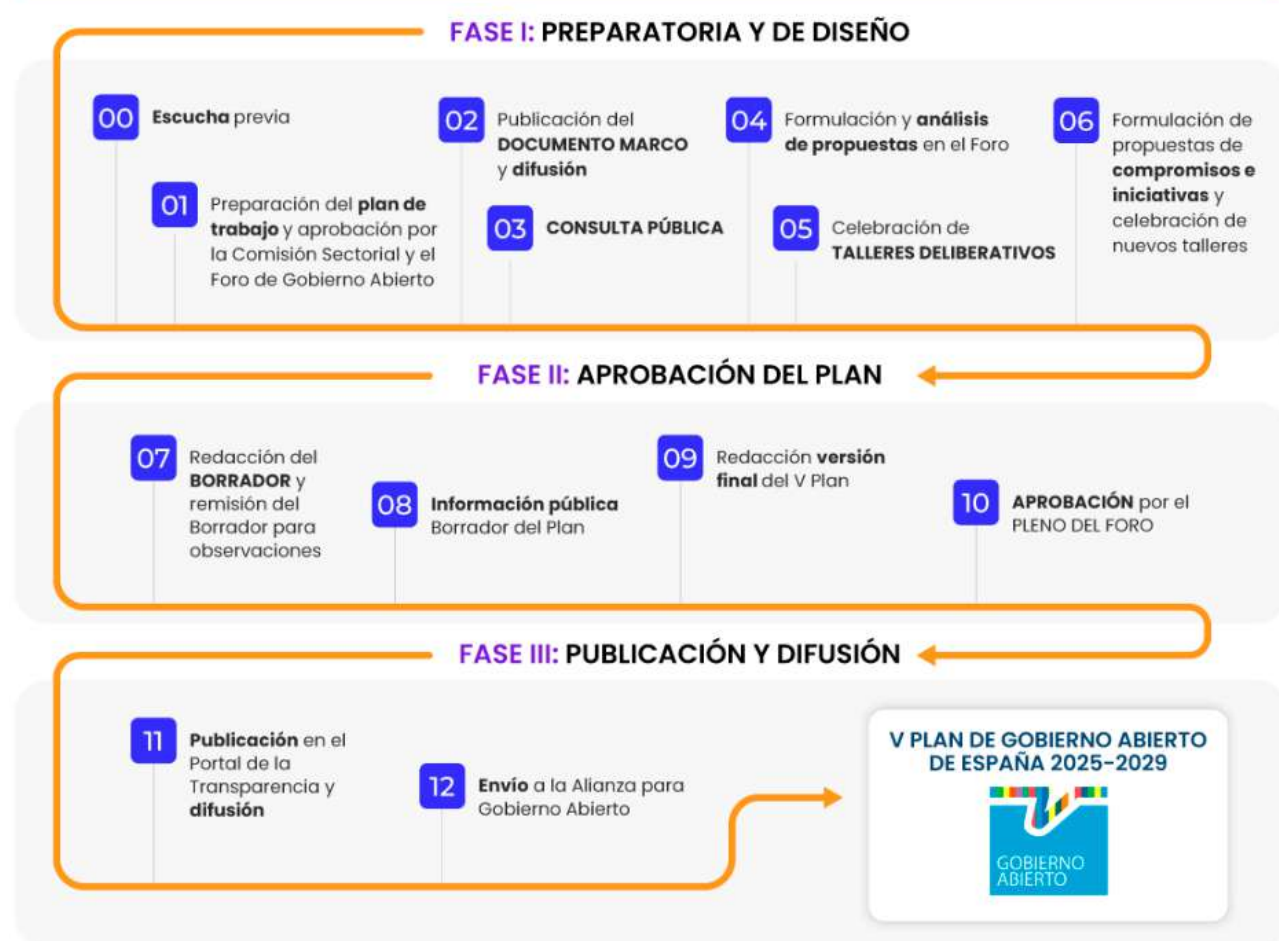 FASE I: PREPARATORIA Y DE DISEÑO
00
Escucha previa
01
Preparación del plan de
trabajo y aprobación por
la Comisión Sectorial y el
Foro de Gobierno Abierto
02
Publicación del
DOCUMENTO MARCO
y difusión
03
CONSULTA PÚBLICA
04
Formulación y análisis
de propuestas en el Foro
05
Celebración de
TALLERES DELIBERATIVOS
06
Formulación de
propuestas de
compromisos e
iniciativas y
celebración de
nuevos talleres
FASE II: APROBACIÓN DEL PLAN
07
Redacción del
BORRADOR y
remisión del
Borrador para
observaciones
08
Información pública
Borrador del Plan
09
Redacción versión
final del V Plan
10
APROBACIÓN por el
PLENO DEL FORO
FASE III: PUBLICACIÓN Y DIFUSIÓN
11
Publicación en el
Portal de la
Transparencia y
difusión
12
Envío a la Alianza para
Gobierno Abierto
V PLAN DE GOBIERNO ABIERTO
DE ESPAÑA 2025-2029
GOBIERNO
ABIERTO